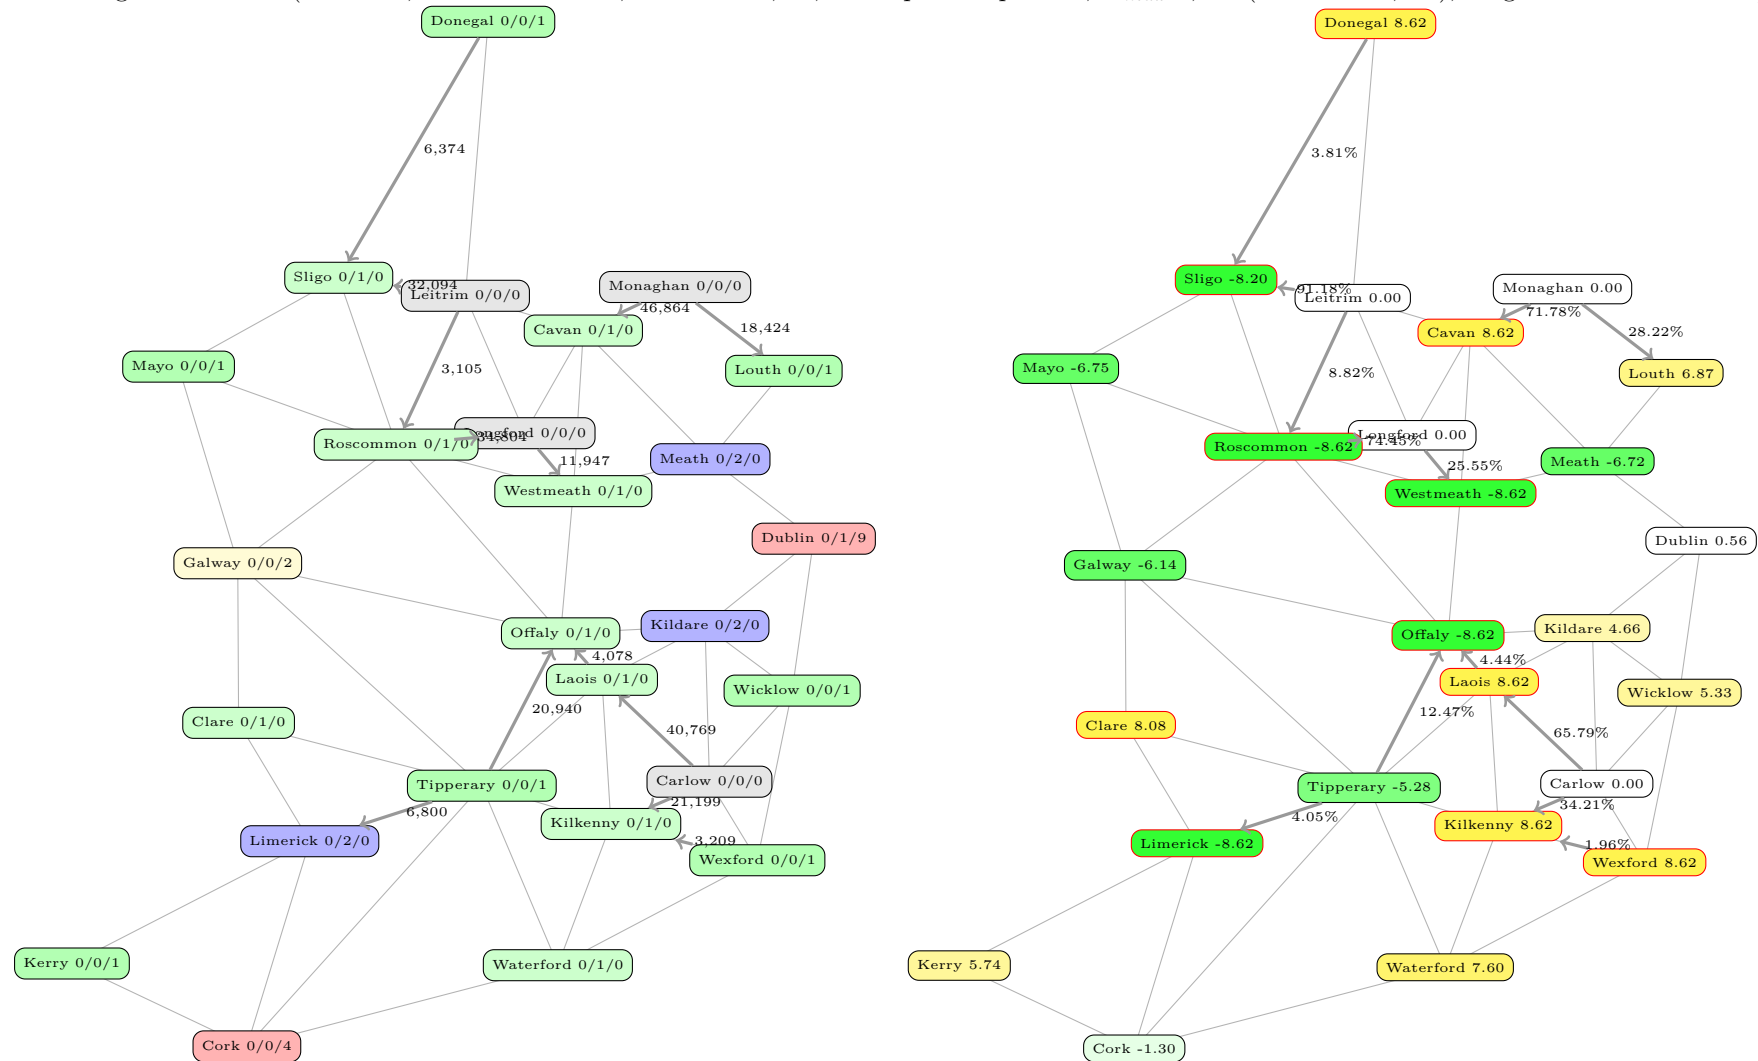 Donegal 0/0/1
6,374
Sligo 0/1/0
32,094
Leitrim 0/0/0
Monaghan 0/0/0
46,864
18,424
Cavan 0/1/0
Mayo 0/0/1
3,105
Louth 0/0/1
Roscommon 0/1/0
34,804
Longford 0/0/0
11,947
Meath 0/2/0
Westmeath 0/1/0
Dublin 0/1/9
Galway 0/0/2
Offaly 0/1/0
Kildare 0/2/0
4,078
Laois 0/1/0
Wicklow 0/0/1
20,940
Clare 0/1/0
40,769
Tipperary 0/0/1
Carlow 0/0/0
21,199
6,800
Kilkenny 0/1/0
Limerick 0/2/0
3,209
Wexford 0/0/1
Kerry 0/0/1
Waterford 0/1/0
Cork 0/0/4
Donegal 8.62
3.81%
Sligo -8.20
91.18%
Leitrim 0.00
Monaghan 0.00
71.78%
28.22%
Cavan 8.62
Mayo -6.75
8.82%
Louth 6.87
Roscommon -8.62
74.45%
Longford 0.00
25.55%
Meath -6.72
Westmeath -8.62
Dublin 0.56
Galway -6.14
Offaly -8.62
Kildare 4.66
4.44%
Laois 8.62
Wicklow 5.33
12.47%
Clare 8.08
65.79%
Tipperary -5.28
Carlow 0.00
34.21%
4.05%
Kilkenny 8.62
Limerick -8.62
1.96%
Wexford 8.62
Kerry 5.74
Waterford 7.60
Cork -1.30